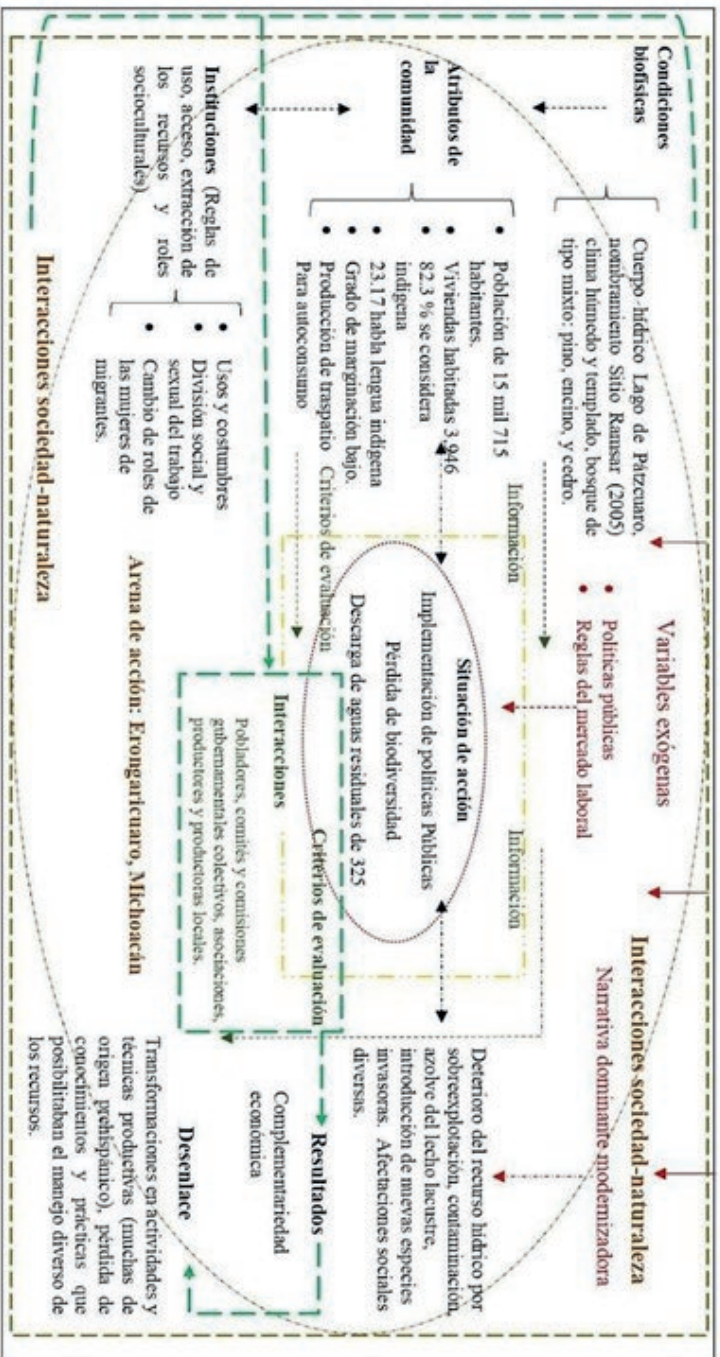 Condiciones
biofísicas
Cuerpo hídrico Lago de Pátzcuaro,
nombramiento Sitio Ramsar (2005)
clima húmedo y templado, bosque de
tipo mixto: pino, encino, y cedro.
Variables exógenas
• Políticas públicas
• Reglas del mercado laboral
Interacciones sociedad-naturaleza
Narrativa dominante modernizadora
Atributos de
la
comunidad
• Población de 15 mil 715
habitantes.
• Viviendas habitadas 3,946
• 82.3 % se considera
indígena
• 23.17 habla lengua indígena
• Grado de marginación bajo.
• Producción de traspatio
Para autoconsumo
Información
Información
Situación de acción
Implementación de políticas Públicas
Pérdida de biodiversidad
Descarga de aguas residuales de 325
Criterios de evaluación
Deterioro del recurso hídrico por
sobreexplotación, contaminación,
azolve del lecho lacustre,
introducción de nuevas especies
invasoras. Afectaciones sociales
diversas.
Instituciones (Reglas de
uso, acceso, extracción de
los recursos y roles
socioculturales)
• Usos y costumbres
• División social y
sexual del trabajo
• Cambio de roles de
las mujeres de
migrantes.
Criterios de evaluación
Interacciones
Pobladores, comités y comisiones
gubernamentales colectivos, asociaciones,
productores y productoras locales.
Resultados
Complementariedad
económica
Desenlace
Transformaciones en actividades y
técnicas productivas (muchas de
origen prehispánico), pérdida de
conocimientos y prácticas que
posibilitaban el manejo diverso de
los recursos.
Arena de acción: Erongarícuaro, Michoacán
Interacciones sociedad-naturaleza